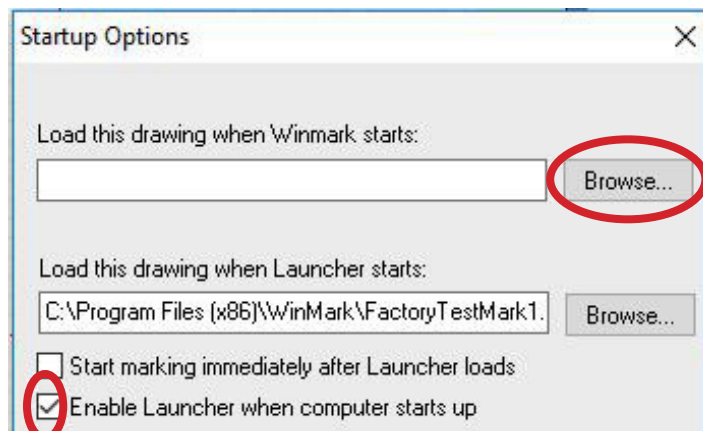 Startup Options
Load this drawing when Winmark starts:
Browse...
Load this drawing when Launcher starts:
C:\Program Files (x86)\WinMark\FactoryTestMark1.
Browse...
Start marking immediately after Launcher loads
Enable Launcher when computer starts up